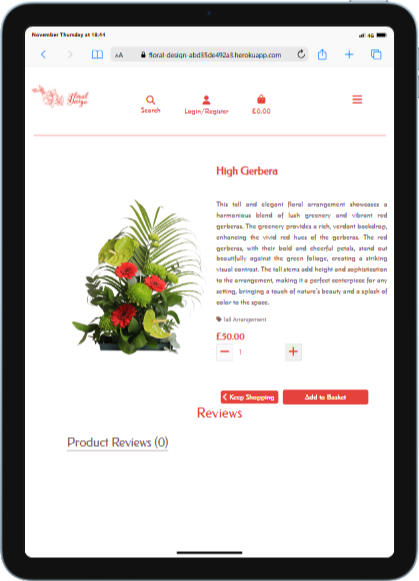 November Thursday at 18:44
4G
AA
floral-design-abd35de492a3.herokuapp.com
floral
Design
Search
Login/Register
£0.00
High Gerbera
This tall and elegant floral arrangement showcases a
harmonious blend of lush greenery and vibrant red
gerberas. The greenery provides a rich, verdant backdrop,
enhancing the vivid red hues of the gerberas. The red
gerberas, with their bold and cheerful petals, stand out
beautifully against the green foliage, creating a striking
visual contrast. The tall stems add height and sophistication
to the arrangement, making it a perfect centerpiece for any
setting, bringing a touch of nature's beauty and a splash of
color to the space.
Tall Arrangement
£50.00
1
Keep Shopping
Add to Basket
Reviews
Product Reviews (0)